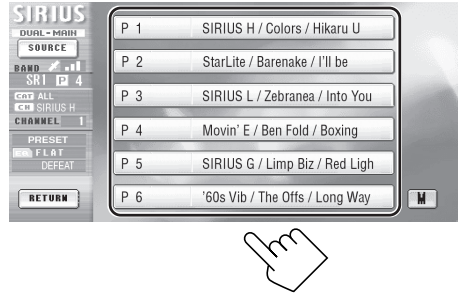 SIRIUS
DUAL-MAIN
SOURCE
BAND
SR1 P 4
CAT ALL
CH SIRIUS H
CHANNEL 1
PRESET
EQ FLAT
DEFEAT
RETURN
P 1 SIRIUS H / Colors / Hikaru U
P 2 StarLite / Barenake / I'll be
P 3 SIRIUS L / Zebranea / Into You
P 4 Movin' E / Ben Fold / Boxing
P 5 SIRIUS G / Limp Biz / Red Ligh
P 6 '60s Vib / The Offs / Long Way
M